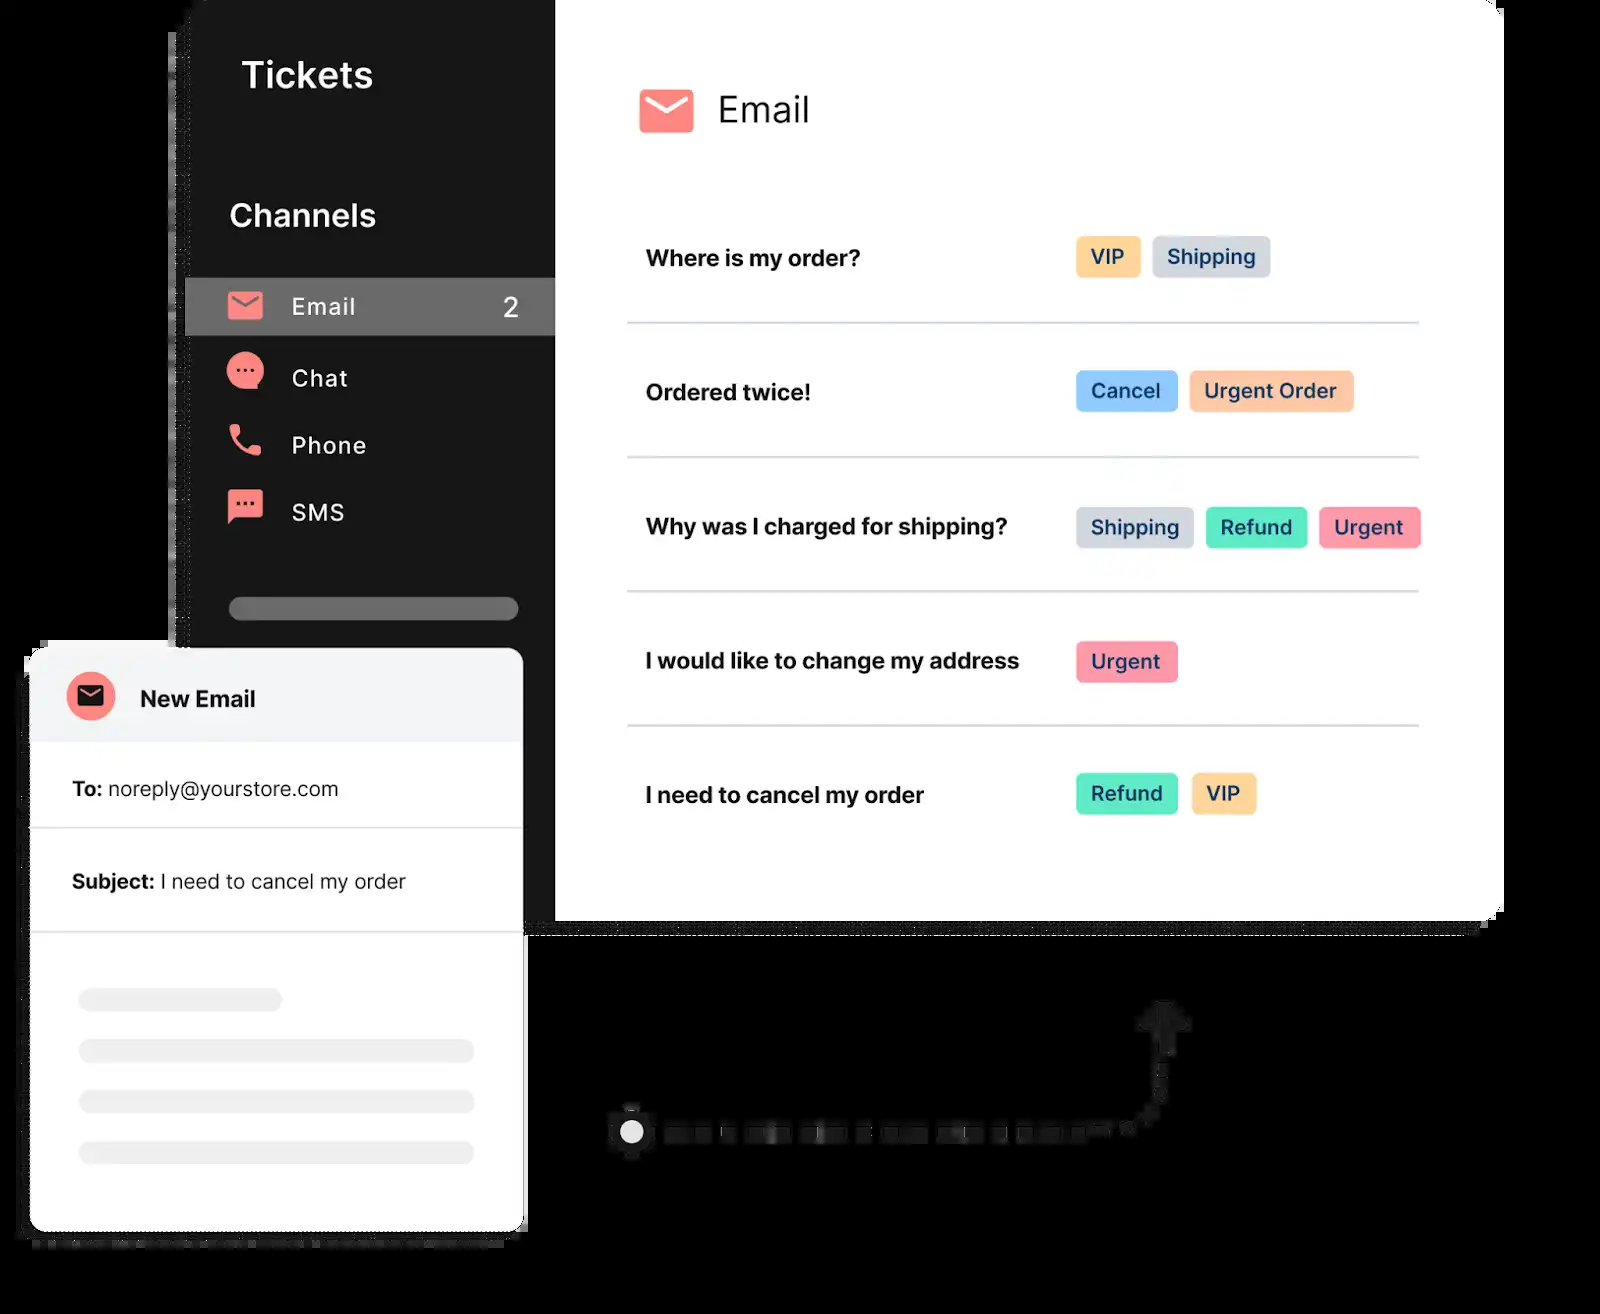 Tickets
Channels
Email 2
Chat
Phone
SMS
Email
Where is my order? VIP Shipping
Ordered twice! Cancel Urgent Order
Why was I charged for shipping? Shipping Refund Urgent
I would like to change my address Urgent
I need to cancel my order Refund VIP
New Email
To: noreply@yourstore.com
Subject: I need to cancel my order